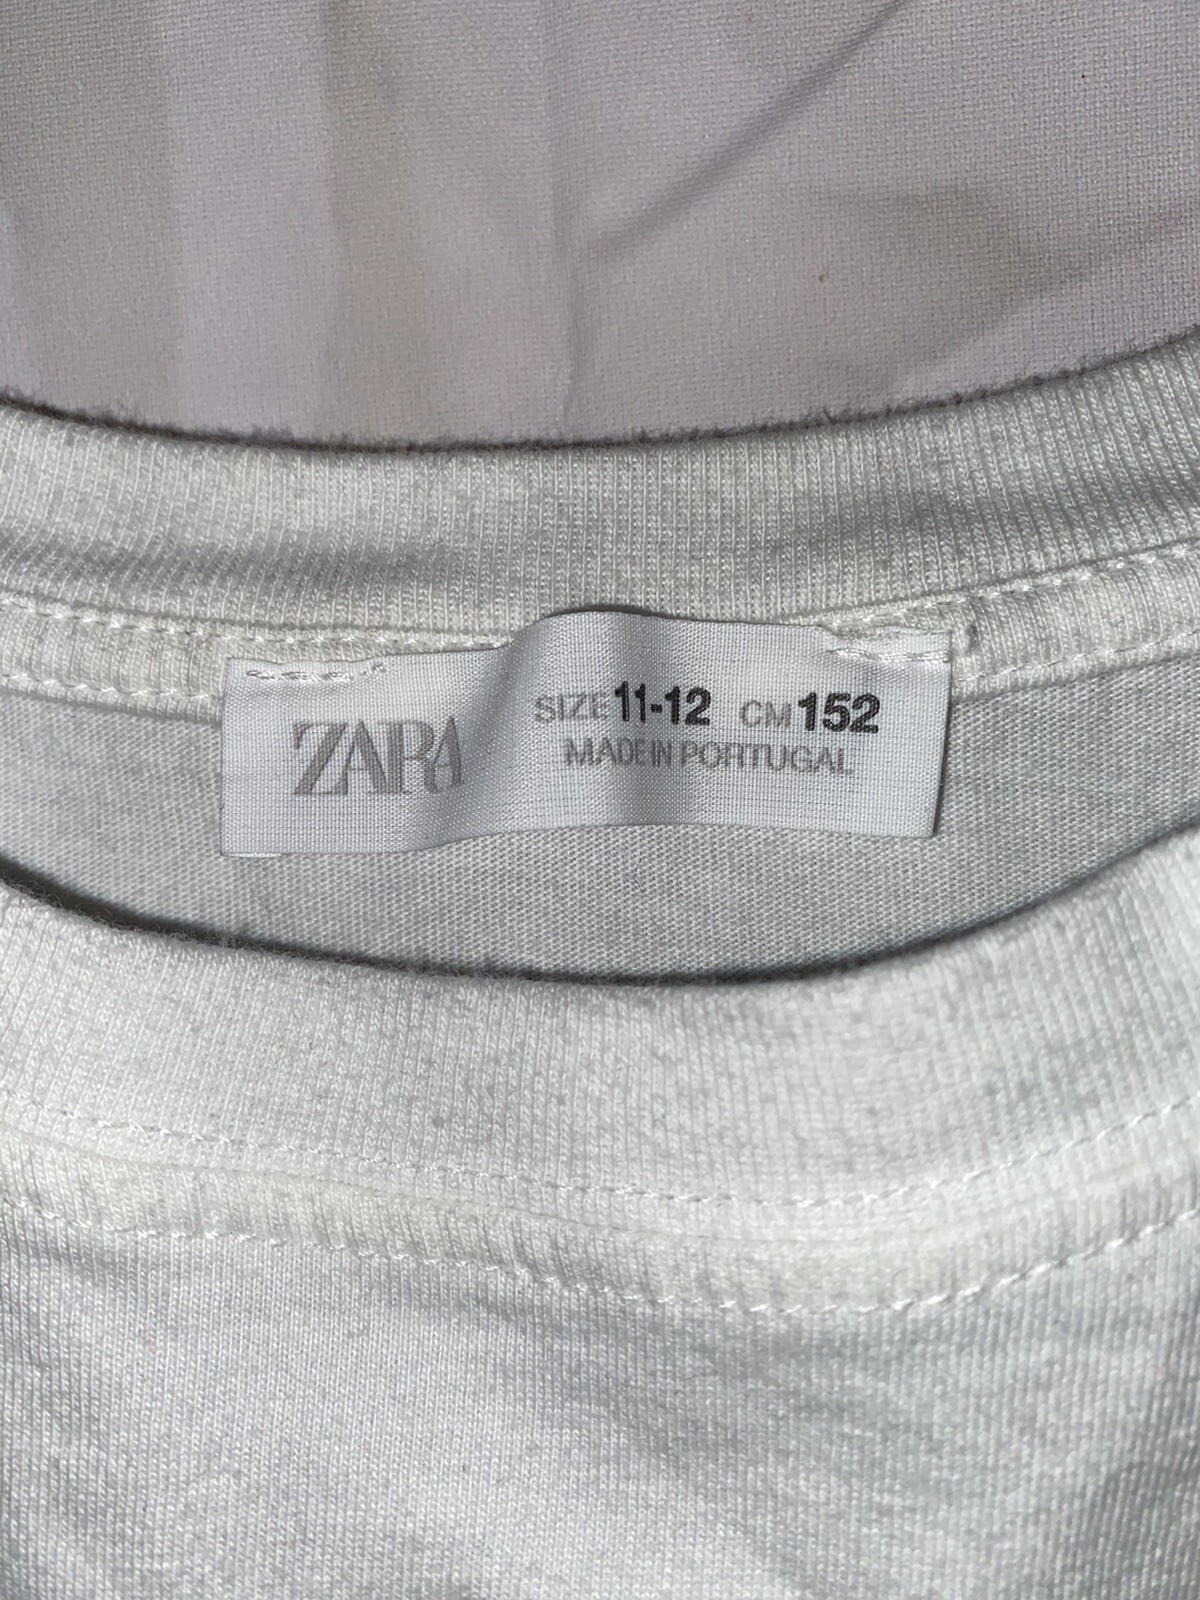 ZARA
SIZE 11-12 CM 152
MADE IN PORTUGAL